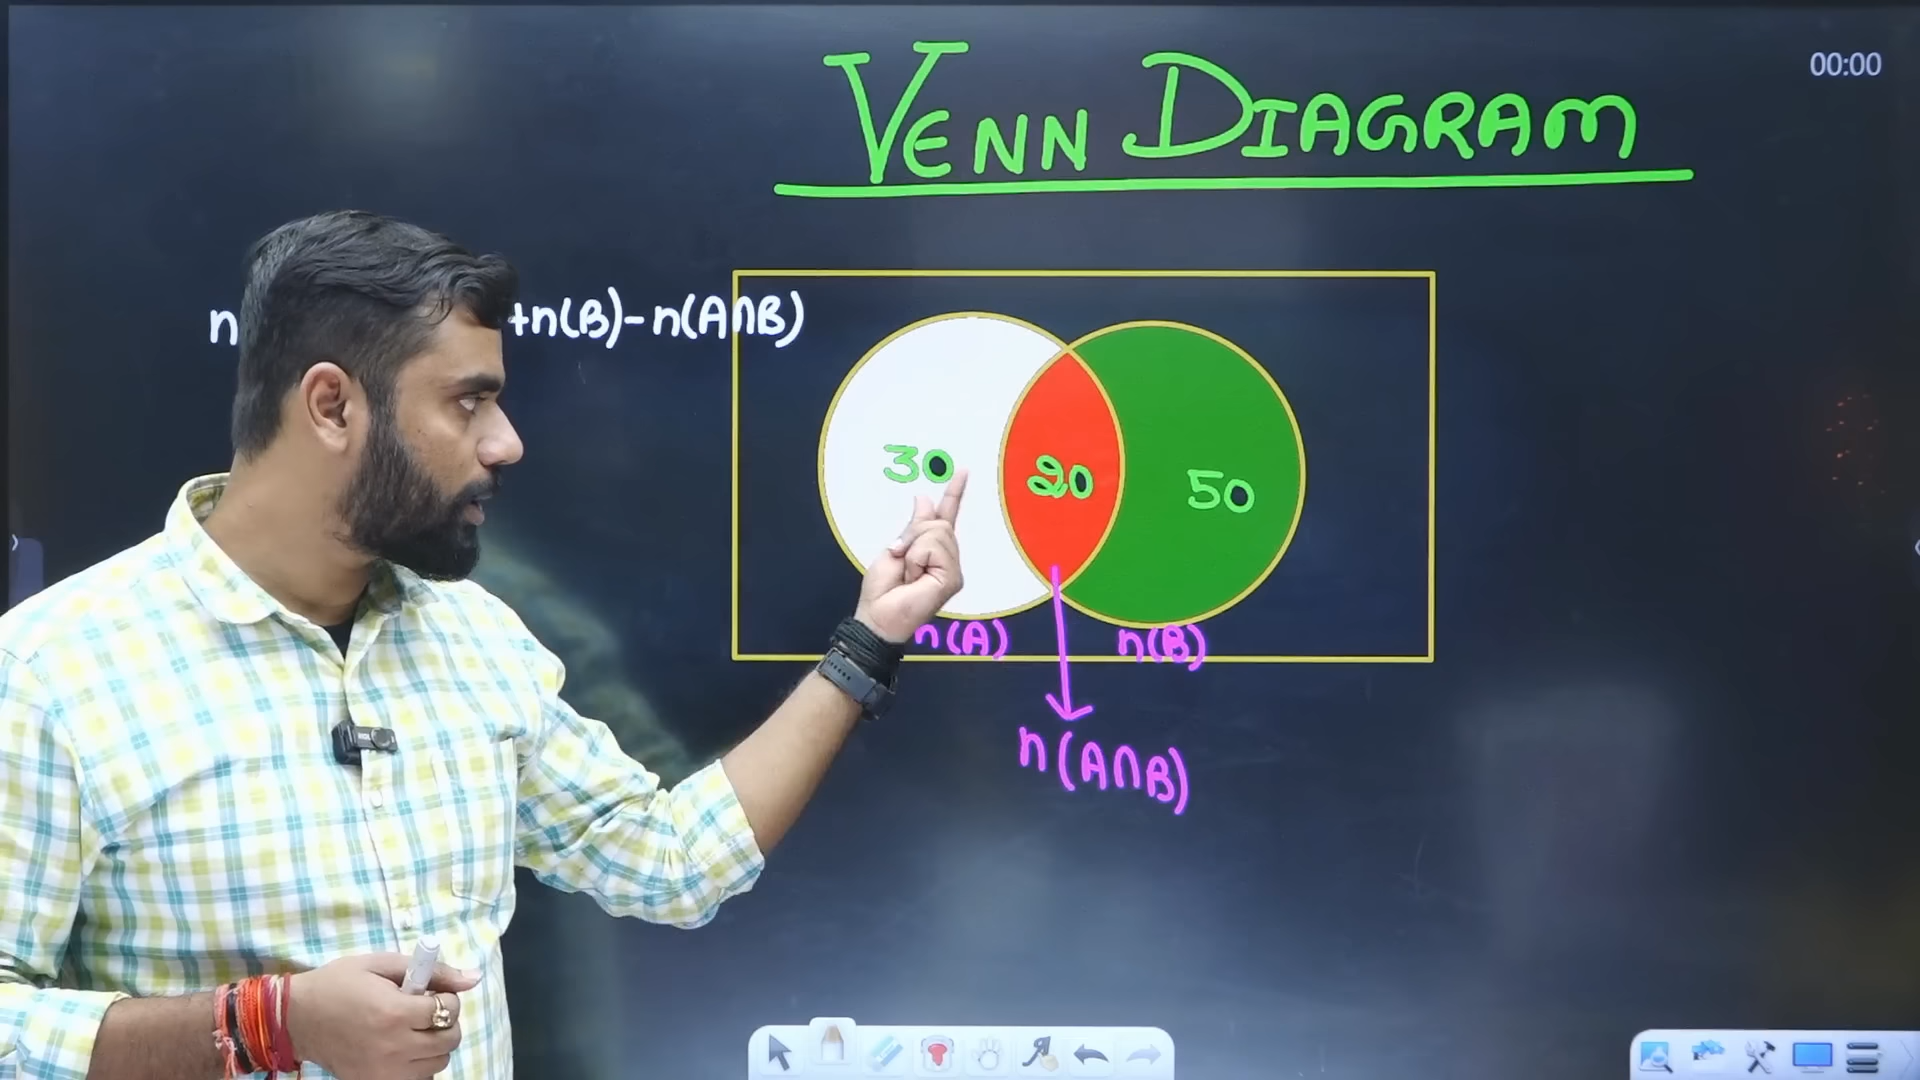 VENN DIAGRAM
00:00
n +n(B)-n(A∩B)
30 20 50
n(A) n(B)
n(A∩B)